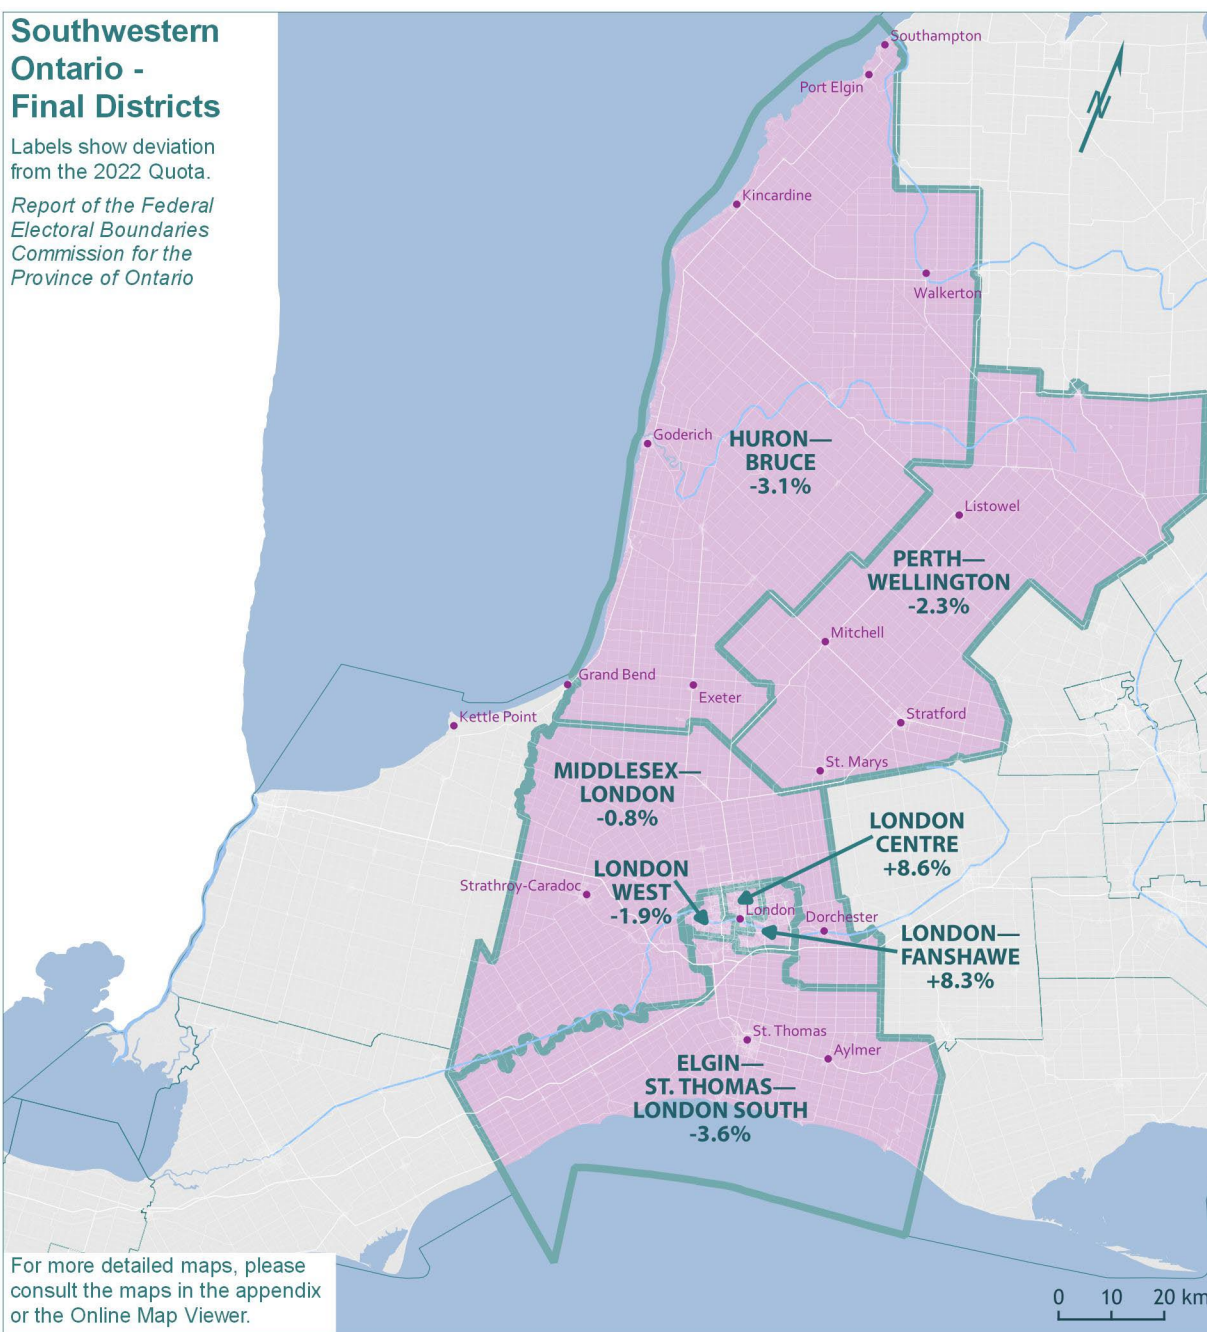 Southwestern
Ontario -
Final Districts
Labels show deviation
from the 2022 Quota.
Report of the Federal
Electoral Boundaries
Commission for the
Province of Ontario
Southampton
Port Elgin
Kincardine
Walkerton
Goderich
HURON—
BRUCE
-3.1%
Listowel
PERTH—
WELLINGTON
-2.3%
Mitchell
Grand Bend
Exeter
Kettle Point
Stratford
St. Marys
MIDDLESEX—
LONDON
-0.8%
LONDON
CENTRE
+8.6%
LONDON
WEST
-1.9%
Strathroy-Caradoc
London
Dorchester
LONDON—
FANSHAWE
+8.3%
St. Thomas
Aylmer
ELGIN—
ST. THOMAS—
LONDON SOUTH
-3.6%
For more detailed maps, please
consult the maps in the appendix
or the Online Map Viewer.
N
0 10 20 km